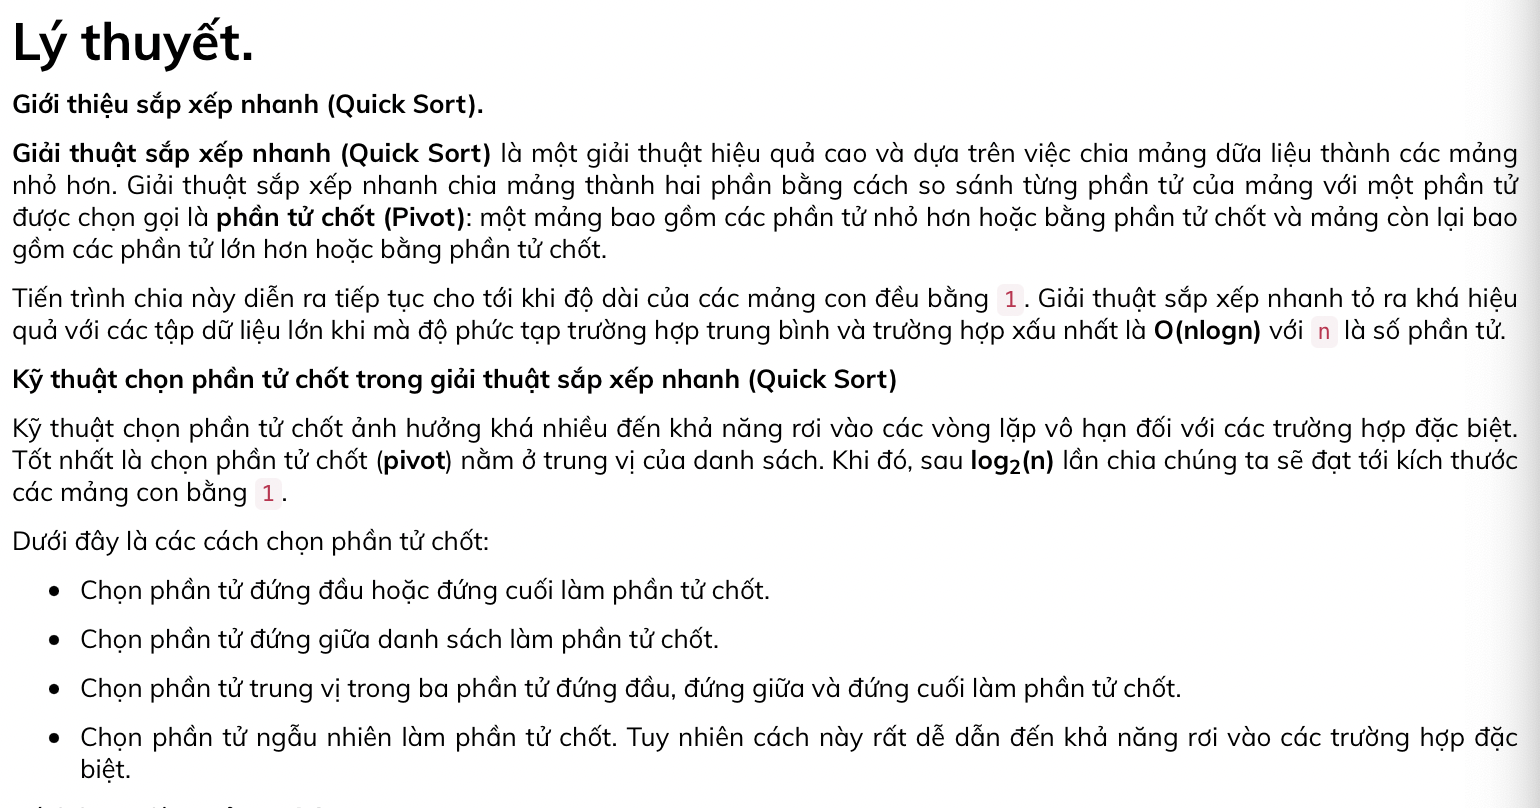 Lý thuyết.
Giới thiệu sắp xếp nhanh (Quick Sort).
Giải thuật sắp xếp nhanh (Quick Sort) là một giải thuật hiệu quả cao và dựa trên việc chia mảng dữa liệu thành các mảng
nhỏ hơn. Giải thuật sắp xếp nhanh chia mảng thành hai phần bằng cách so sánh từng phần tử của mảng với một phần tử
được chọn gọi là phần tử chốt (Pivot): một mảng bao gồm các phần tử nhỏ hơn hoặc bằng phần tử chốt và mảng còn lại bao
gồm các phần tử lớn hơn hoặc bằng phần tử chốt.
Tiến trình chia này diễn ra tiếp tục cho tới khi độ dài của các mảng con đều bằng 1. Giải thuật sắp xếp nhanh tỏ ra khá hiệu
quả với các tập dữ liệu lớn khi mà độ phức tạp trường hợp trung bình và trường hợp xấu nhất là O(nlogn) với n là số phần tử.
Kỹ thuật chọn phần tử chốt trong giải thuật sắp xếp nhanh (Quick Sort)
Kỹ thuật chọn phần tử chốt ảnh hưởng khá nhiều đến khả năng rơi vào các vòng lặp vô hạn đối với các trường hợp đặc biệt.
Tốt nhất là chọn phần tử chốt (pivot) nằm ở trung vị của danh sách. Khi đó, sau log₂(n) lần chia chúng ta sẽ đạt tới kích thước
các mảng con bằng 1.
Dưới đây là các cách chọn phần tử chốt:
• Chọn phần tử đứng đầu hoặc đứng cuối làm phần tử chốt.
• Chọn phần tử đứng giữa danh sách làm phần tử chốt.
• Chọn phần tử trung vị trong ba phần tử đứng đầu, đứng giữa và đứng cuối làm phần tử chốt.
• Chọn phần tử ngẫu nhiên làm phần tử chốt. Tuy nhiên cách này rất dễ dẫn đến khả năng rơi vào các trường hợp đặc
biệt.